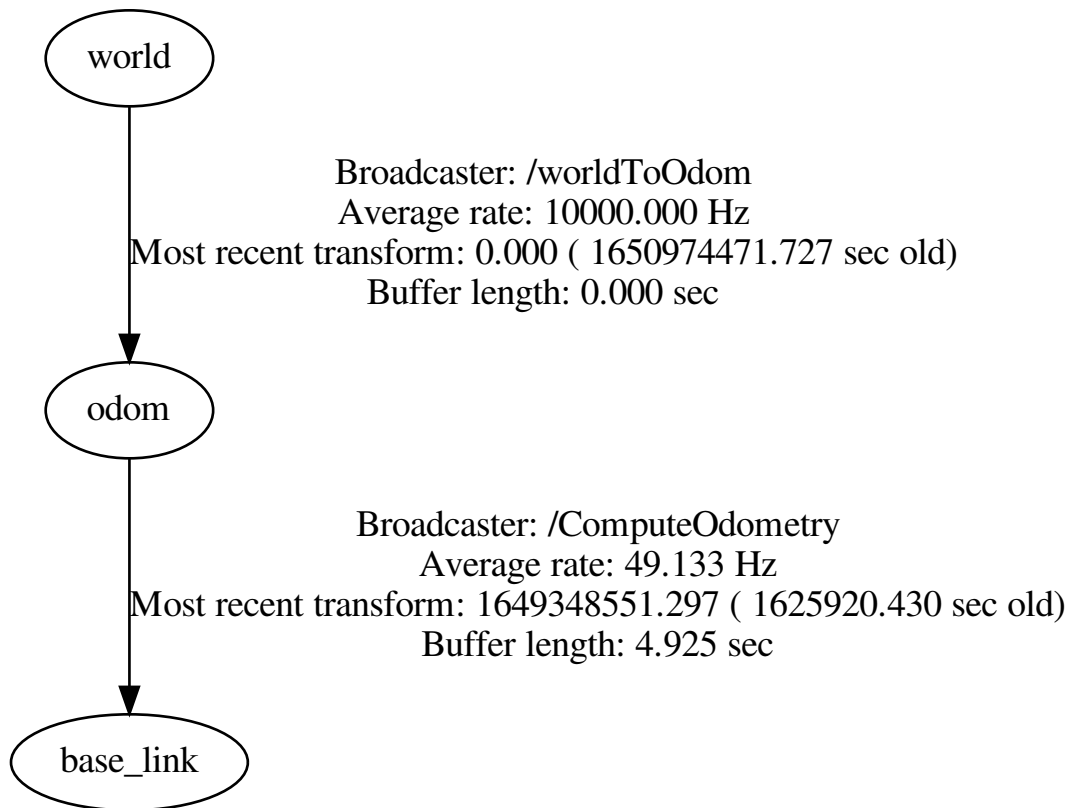 world
Broadcaster: /worldToOdom
Average rate: 10000.000 Hz
Most recent transform: 0.000 ( 1650974471.727 sec old)
Buffer length: 0.000 sec
odom
Broadcaster: /ComputeOdometry
Average rate: 49.133 Hz
Most recent transform: 1649348551.297 ( 1625920.430 sec old)
Buffer length: 4.925 sec
base_link